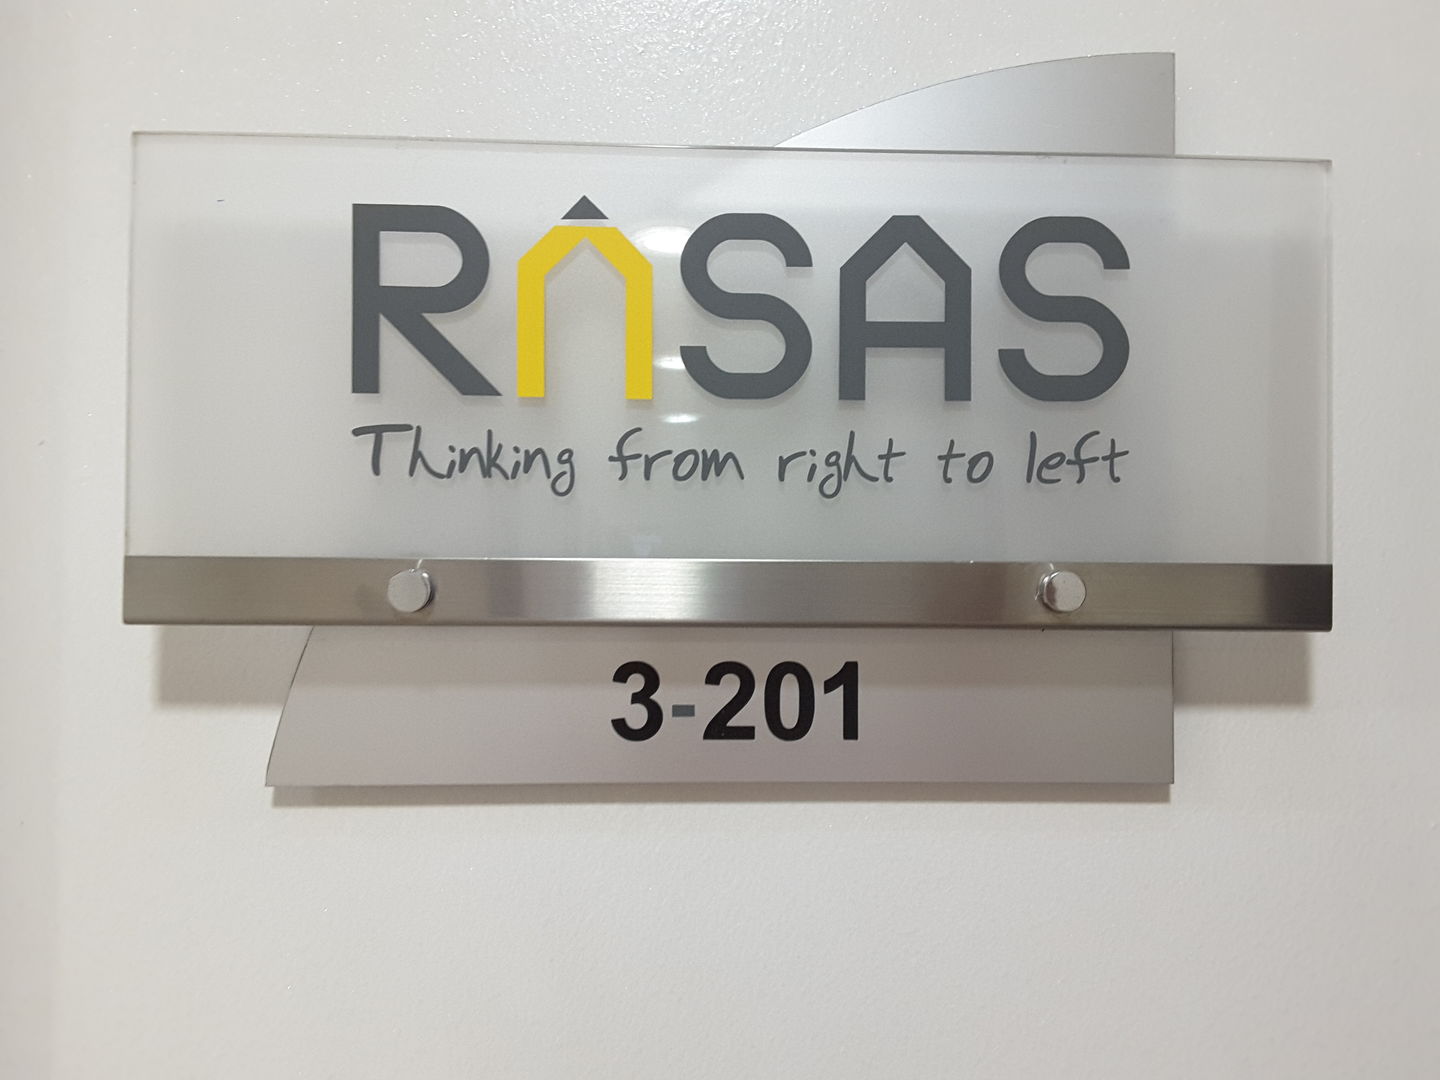 RASAS
Thinking from right to left
3-201